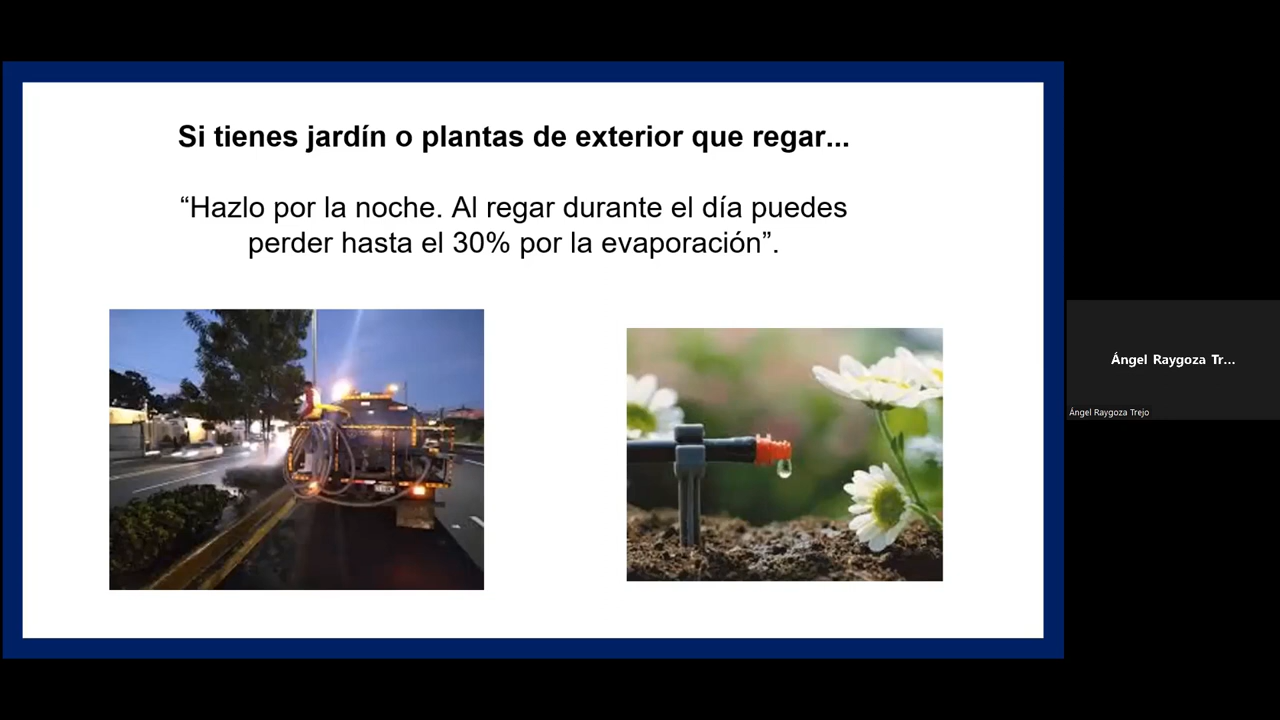 Si tienes jardín o plantas de exterior que regar...
“Hazlo por la noche. Al regar durante el día puedes
perder hasta el 30% por la evaporación”.
Ángel Raygoza Tr...
Ángel Raygoza Trejo